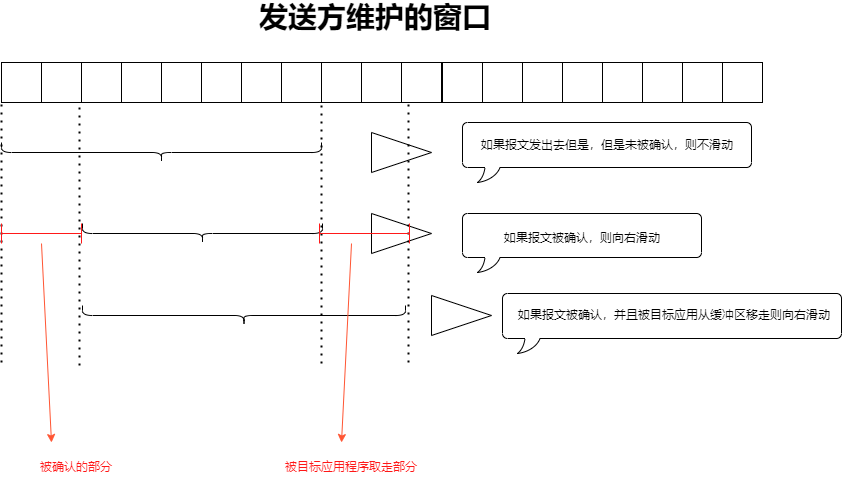 发送方维护的窗口
如果报文发出去但是，但是未被确认，则不滑动
如果报文被确认，则向右滑动
如果报文被确认，并且被目标应用从缓冲区移走则向右滑动
被确认的部分
被目标应用程序取走部分